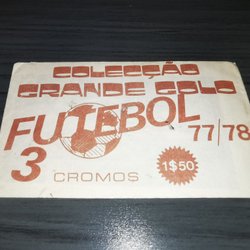 COLECÇÃO
GRANDE GOLO
FUTEBOL
77/78
3 CROMOS
1$50